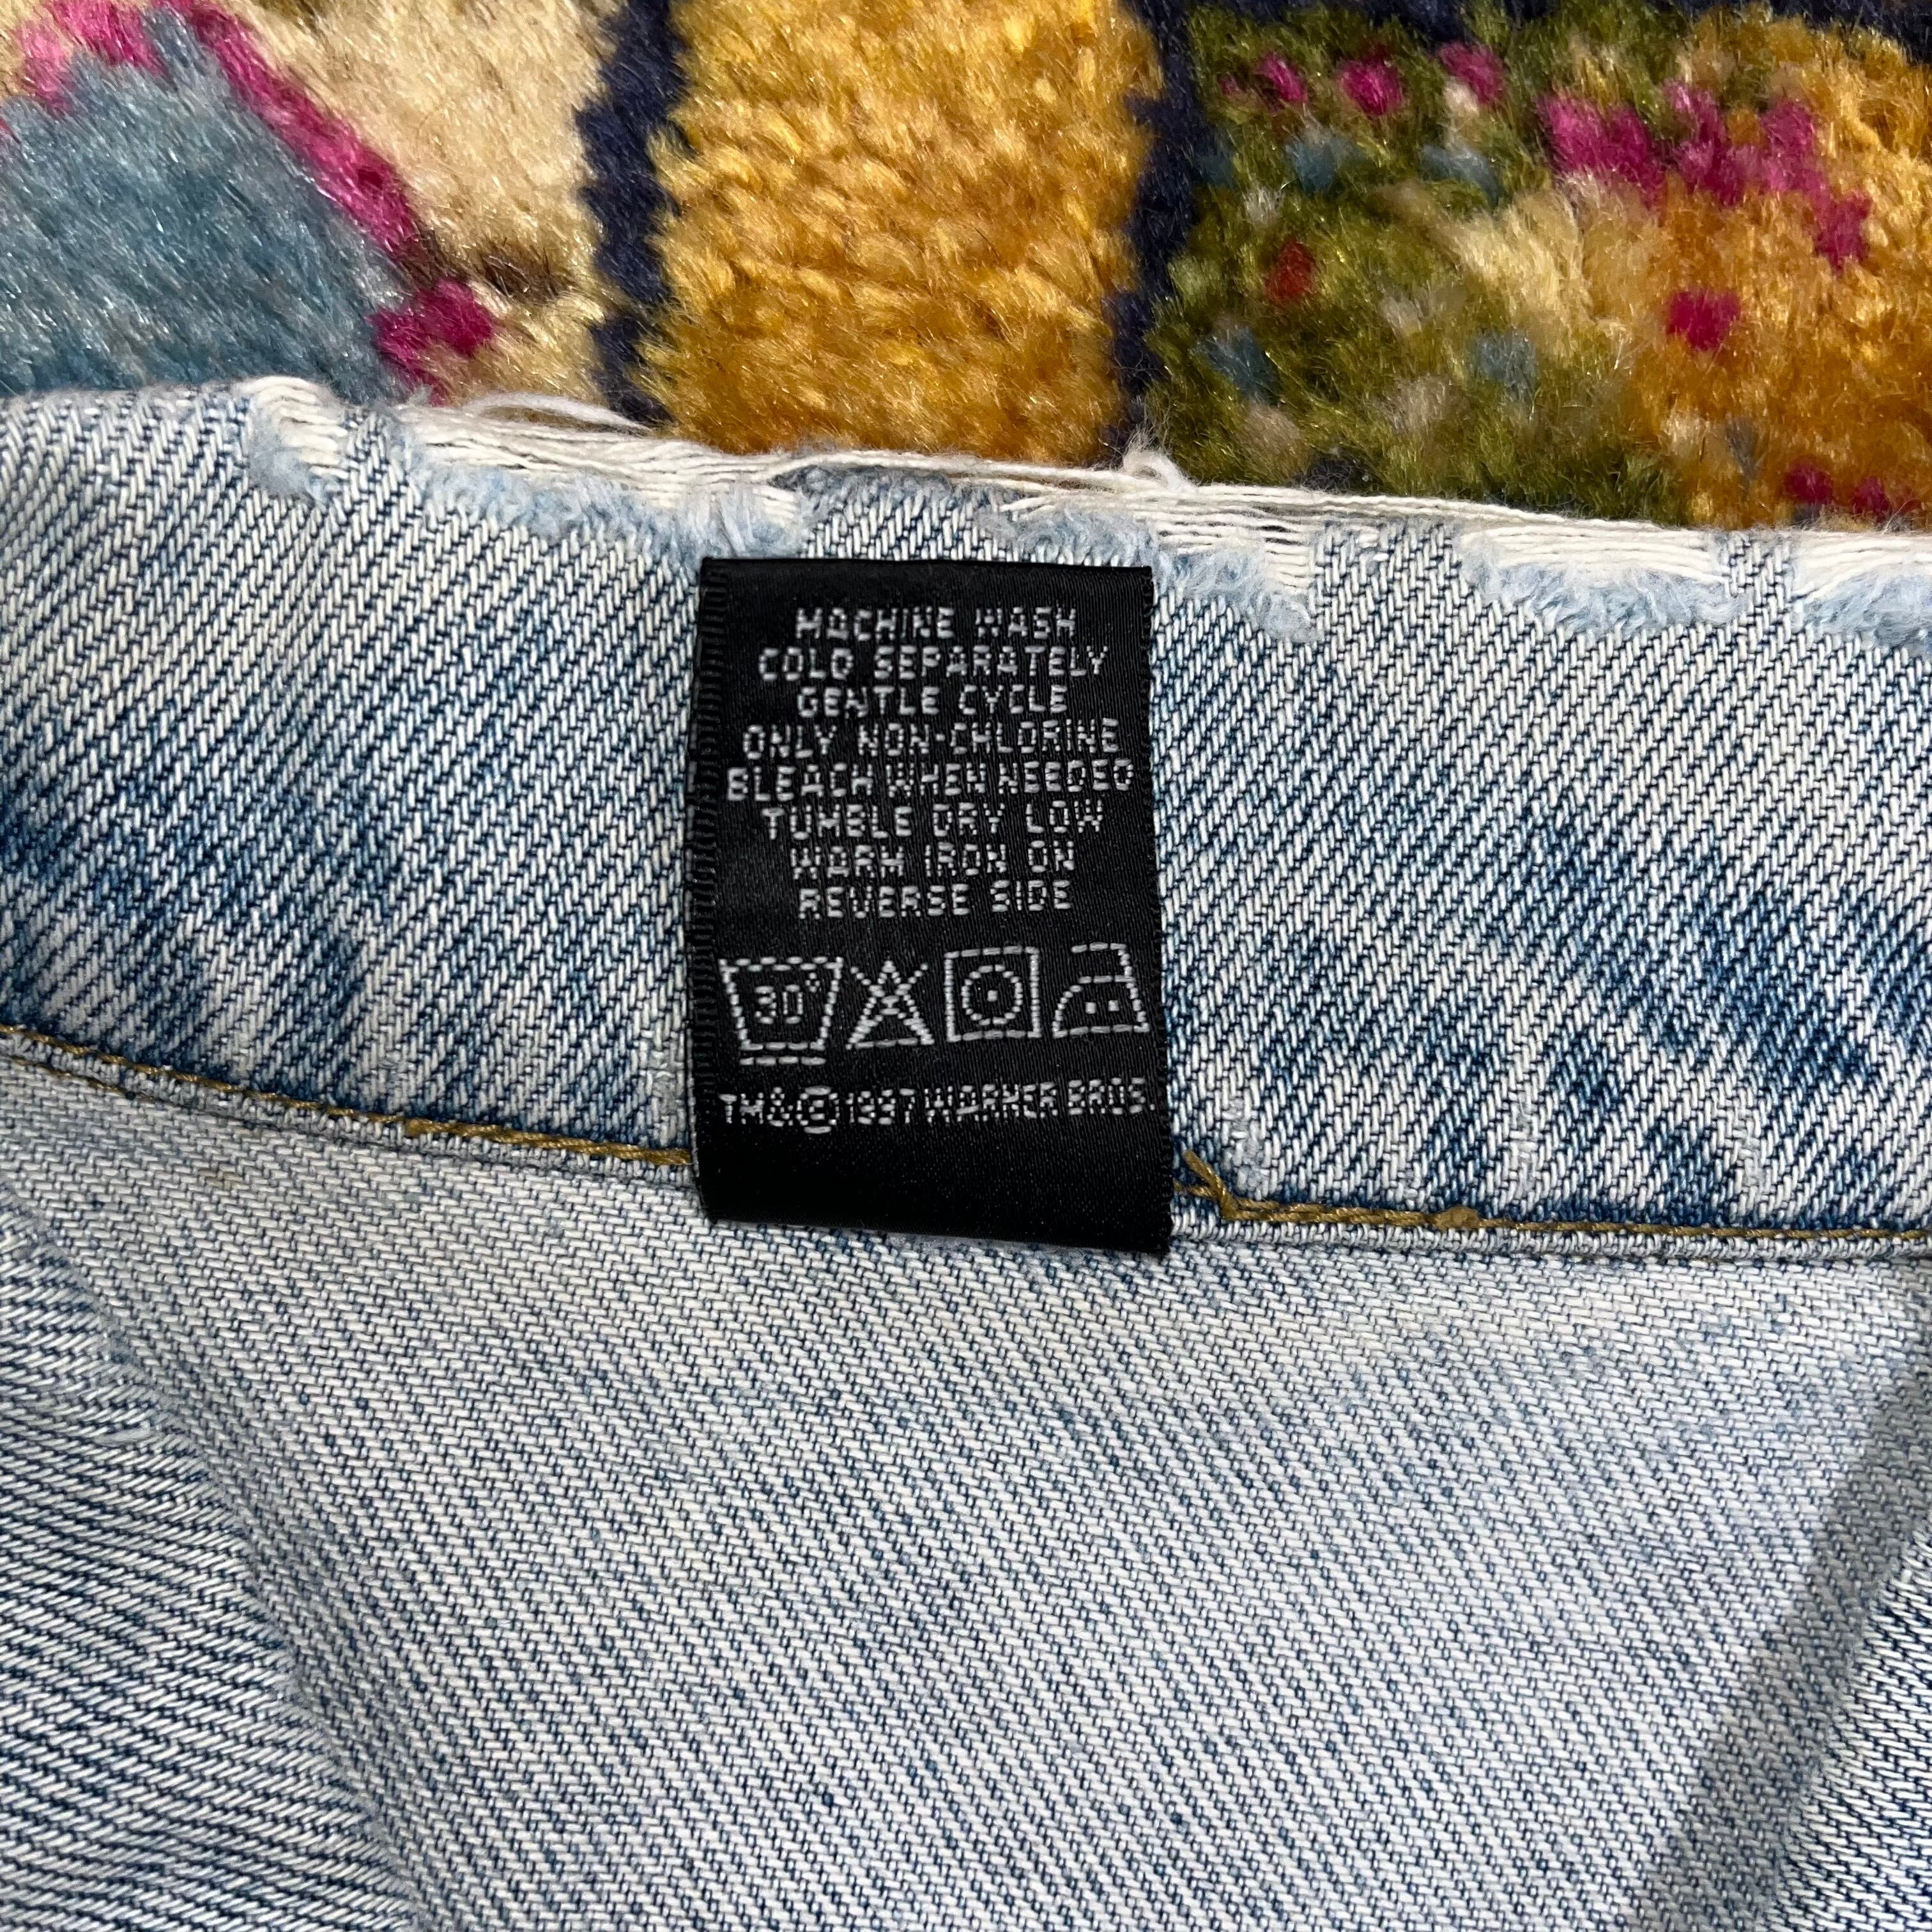 MACHINE WASH
COLD SEPARATELY
GENTLE CYCLE
ONLY NON-CHLORINE
BLEACH WHEN NEEDED
TUMBLE DRY LOW
WARM IRON ON
REVERSE SIDE
30°
TM&© 1997 WARNER BROS.